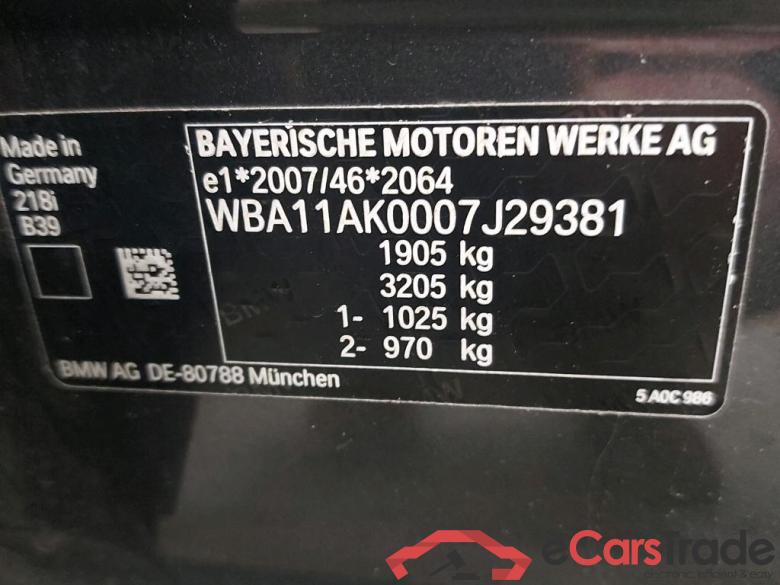 Made in
Germany
218i
B39
BAYERISCHE MOTOREN WERKE AG
e1*2007/46*2064
WBA11AK0007J29381
1905 kg
3205 kg
1- 1025 kg
2- 970 kg
BMW AG DE-80788 München
5 A0C 986
eCarsTrade